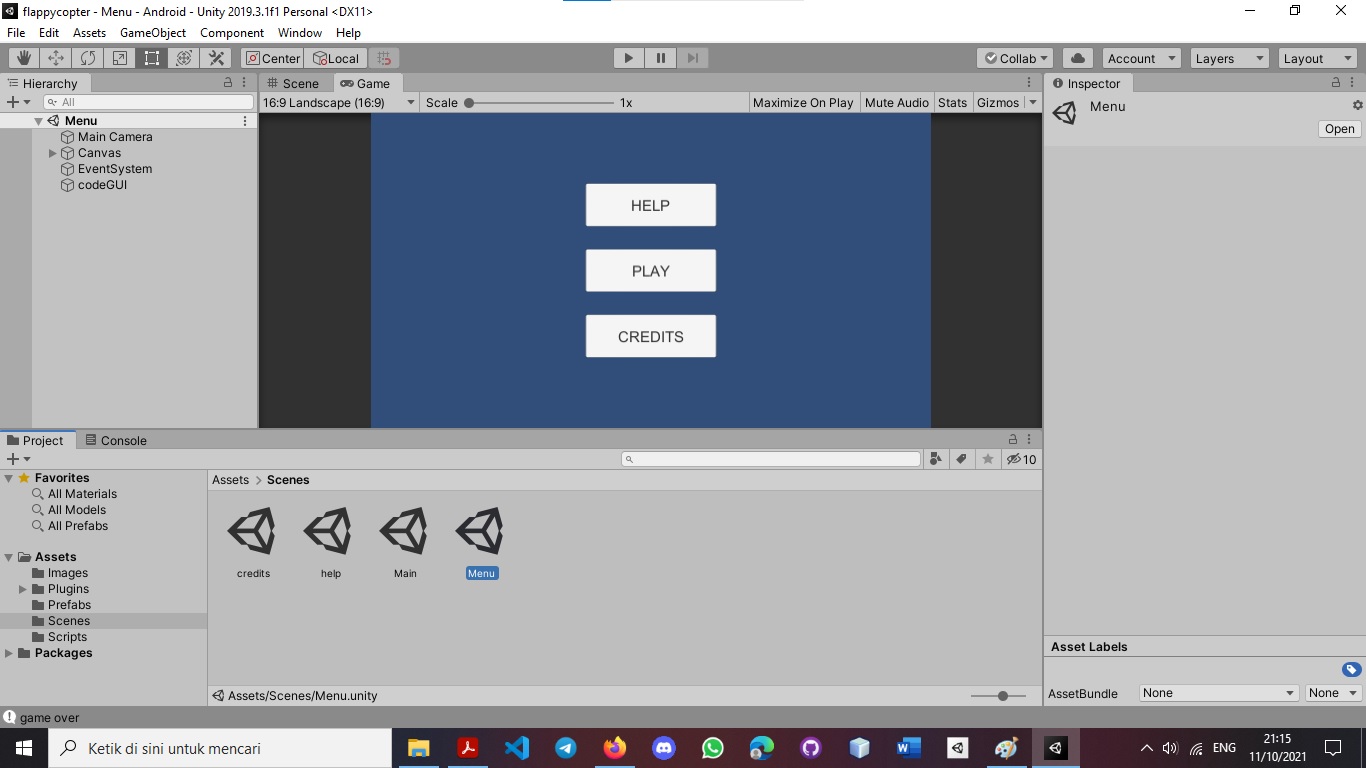 flappycopter - Menu - Android - Unity 2019.3.1f1 Personal <DX11>
File Edit Assets GameObject Component Window Help
Center Local Collab Account Layers Layout
Hierarchy Scene Game Inspector
All 16:9 Landscape (16:9) Scale 1x Maximize On Play Mute Audio Stats Gizmos Menu
Open
Menu
Main Camera
Canvas
EventSystem
codeGUI
HELP
PLAY
CREDITS
Project Console
10
Favorites
All Materials
All Models
All Prefabs
Assets
Images
Plugins
Prefabs
Scenes
Scripts
Packages
Assets > Scenes
credits help Main Menu
Assets/Scenes/Menu.unity
Asset Labels
AssetBundle None None
game over
Ketik di sini untuk mencari
ENG
21:15
11/10/2021